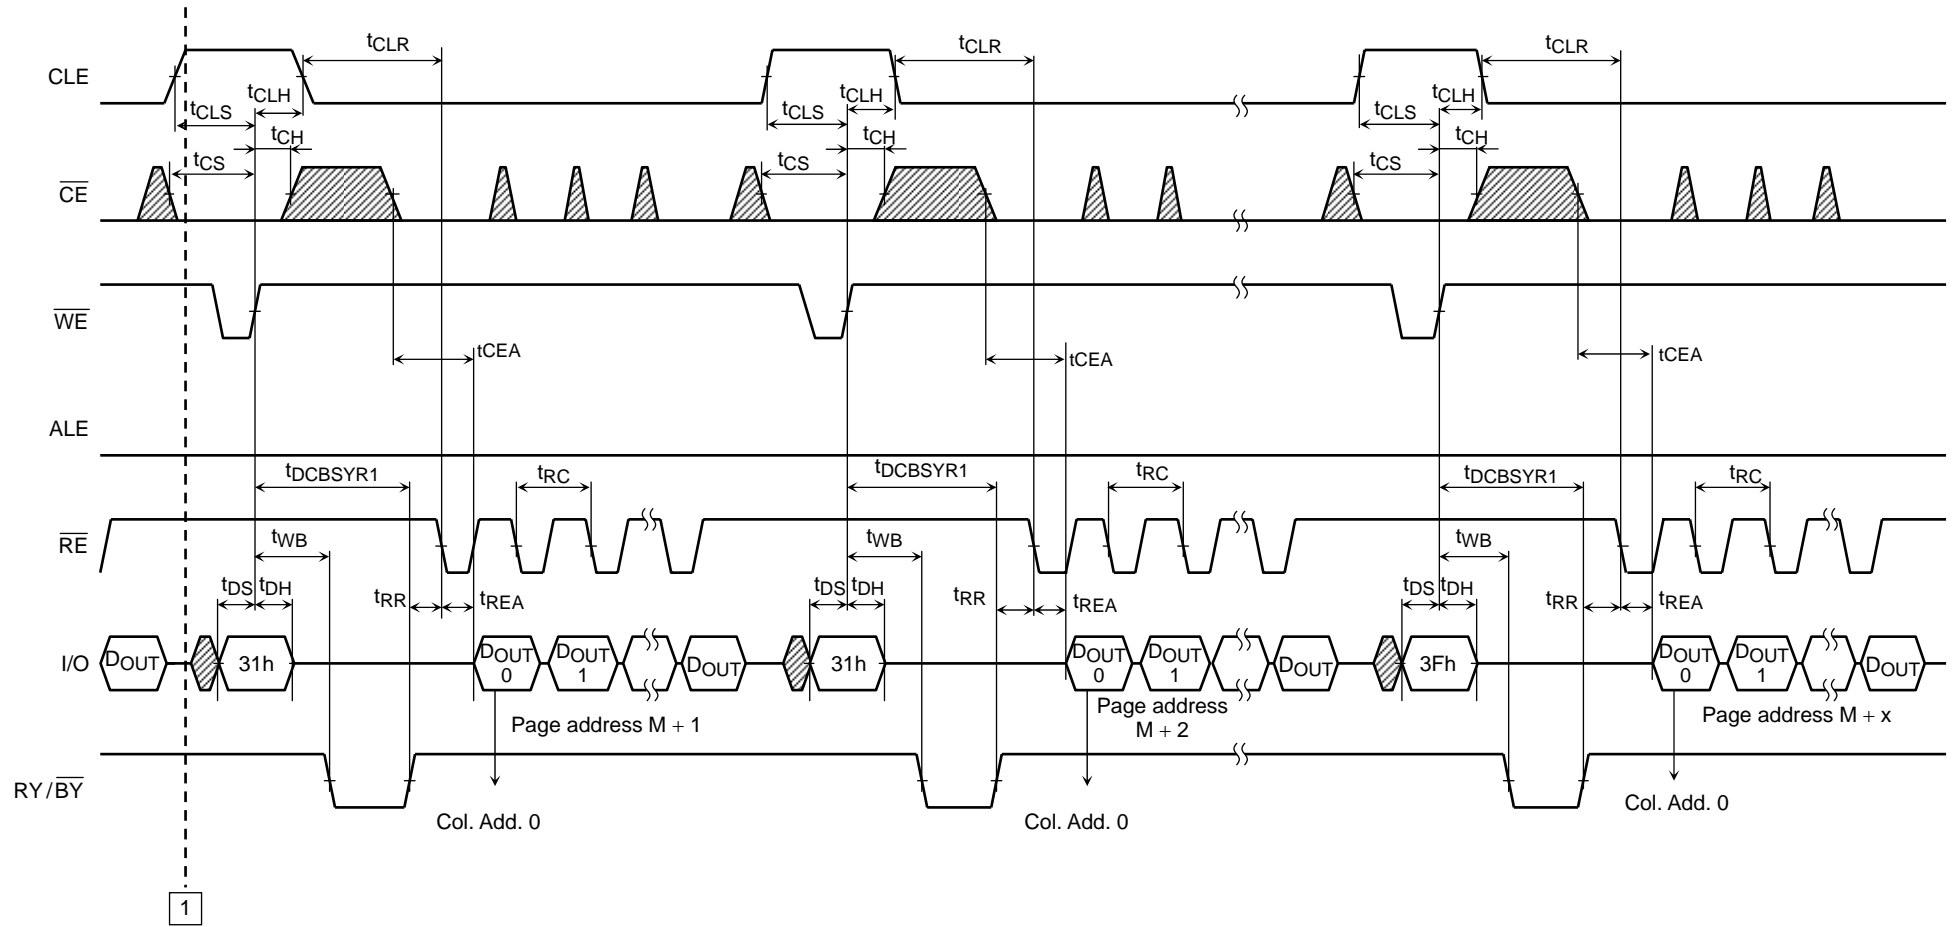 tCLR tCLR tCLR
CLE
tCLH tCLH tCLH
tCLS tCLS tCLS
tCH tCH tCH
tCS tCS tCS
CE
WE
tCEA tCEA tCEA
ALE
tDCBSYR1 tRC tDCBSYR1 tRC tDCBSYR1 tRC
RE
tWB tWB tWB
tDS tDH tDS tDH tDS tDH
tRR tREA tRR tREA tRR tREA
I/O DOUT 31h DOUT 0 DOUT 1 DOUT 31h DOUT 0 DOUT 1 DOUT 3Fh DOUT 0 DOUT 1 DOUT
Page address M + 1
Page address
M + 2
Page address M + x
RY/BY
Col. Add. 0 Col. Add. 0 Col. Add. 0
1